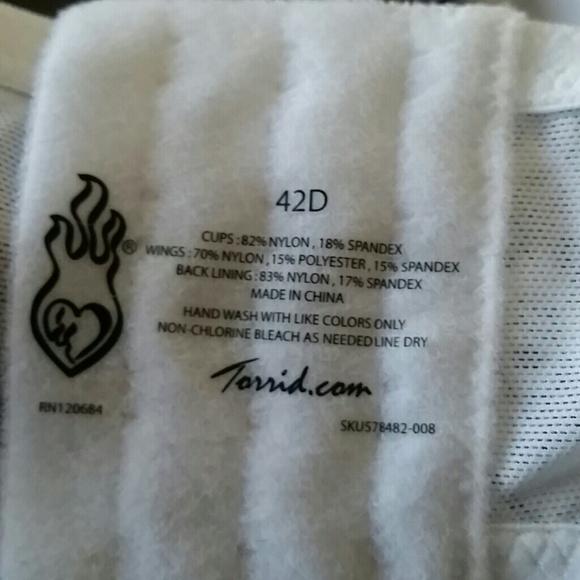 42D
CUPS : 82% NYLON , 18% SPANDEX
® WINGS : 70% NYLON , 15% POLYESTER , 15% SPANDEX
BACK LINING : 83% NYLON , 17% SPANDEX
MADE IN CHINA
HAND WASH WITH LIKE COLORS ONLY
NON-CHLORINE BLEACH AS NEEDED LINE DRY
Torrid.com
RN120684
SKU578482-008